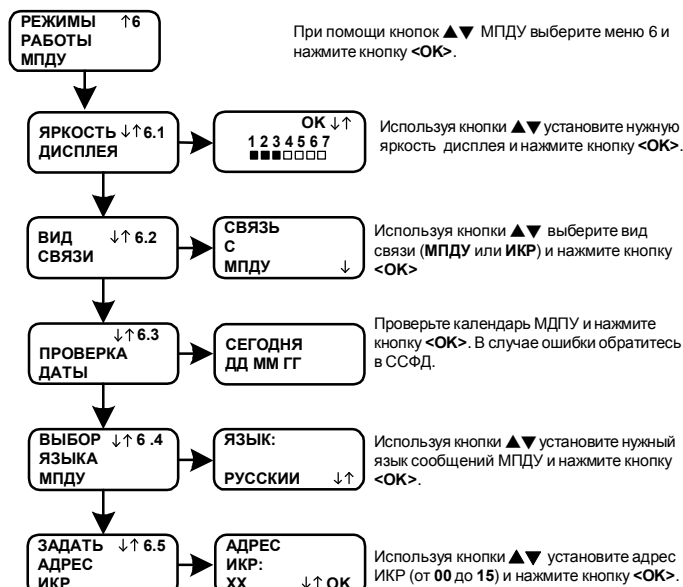 РЕЖИМЫ ↑6
РАБОТЫ
МПДУ
При помощи кнопок ▲▼ МПДУ выберите меню 6 и
нажмите кнопку <OK>.
ЯРКОСТЬ ↓↑ 6.1
ДИСПЛЕЯ
OK ↓↑
1 2 3 4 5 6 7
■■■□□□□
Используя кнопки ▲▼ установите нужную
яркость дисплея и нажмите кнопку <OK>.
ВИД ↓↑ 6.2
СВЯЗИ
СВЯЗЬ
С
МПДУ ↓
Используя кнопки ▲▼ выберите вид
связи (МПДУ или ИКР) и нажмите кнопку
<OK>
↓↑ 6.3
ПРОВЕРКА
ДАТЫ
СЕГОДНЯ
ДД ММ ГГ
Проверьте календарь МДПУ и нажмите
кнопку <OK>. В случае ошибки обратитесь
в ССФД.
ВЫБОР ↓↑ 6 .4
ЯЗЫКА
МПДУ
ЯЗЫК:
РУССКИИ ↓↑
Используя кнопки ▲▼ установите нужный
язык сообщений МПДУ и нажмите кнопку
<OK>.
ЗАДАТЬ ↓↑ 6.5
АДРЕС
ИКР
АДРЕС
ИКР:
XX ↓↑ OK
Используя кнопки ▲▼ установите адрес
ИКР (от 00 до 15) и нажмите кнопку <OK>.